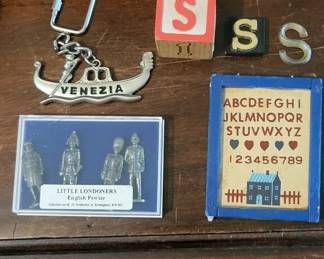 S
I
S
S
VENEZIA
ABCDEFGHI
JKLMNOPQR
STUVWXYZ
123456789
LITTLE LONDONERS
English Pewter